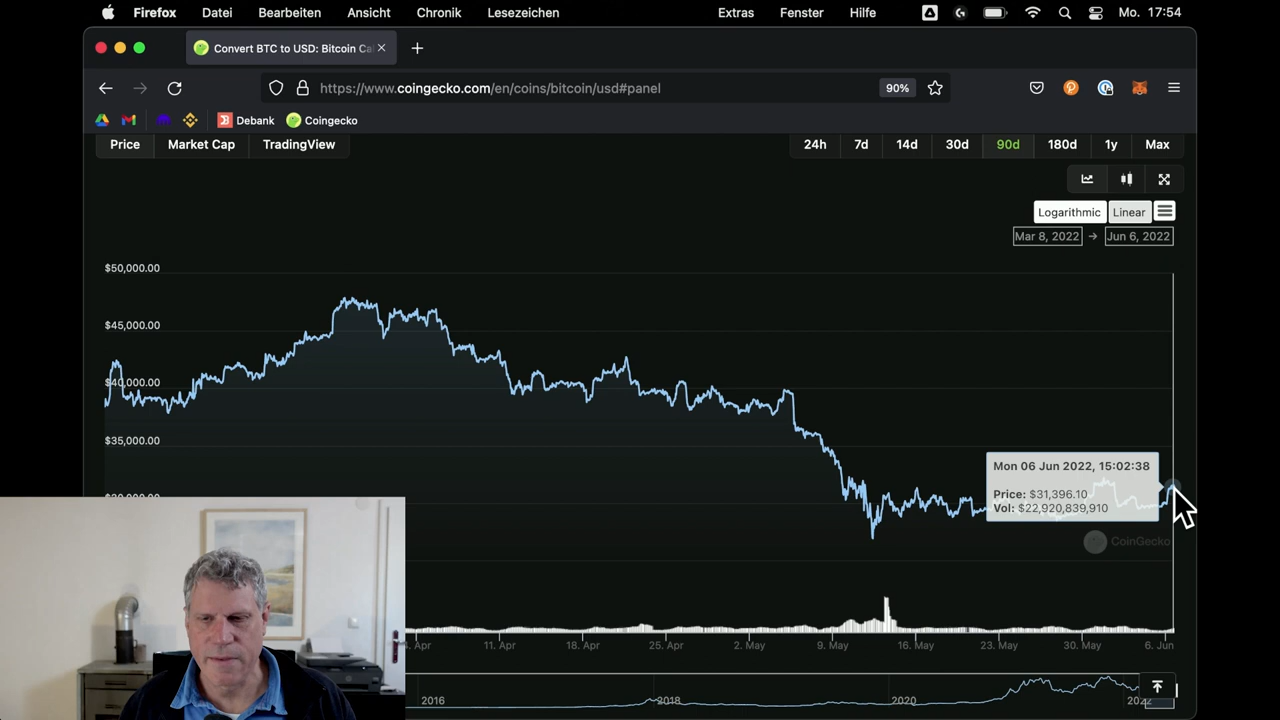 Firefox Datei Bearbeiten Ansicht Chronik Lesezeichen Extras Fenster Hilfe Mo. 17:54
Convert BTC to USD: Bitcoin Ca
https://www.coingecko.com/en/coins/bitcoin/usd#panel 90%
Debank Coingecko
Price Market Cap TradingView 24h 7d 14d 30d 90d 180d 1y Max
Logarithmic Linear
Mar 8, 2022 → Jun 6, 2022
$50,000.00
$45,000.00
$40,000.00
$35,000.00
Mon 06 Jun 2022, 15:02:38
Price: $31,396.10
Vol: $22,920,839,910
CoinGecko
. Apr 11. Apr 18. Apr 25. Apr 2. May 9. May 16. May 23. May 30. May 6. Jun
2016 2018 2020 2022